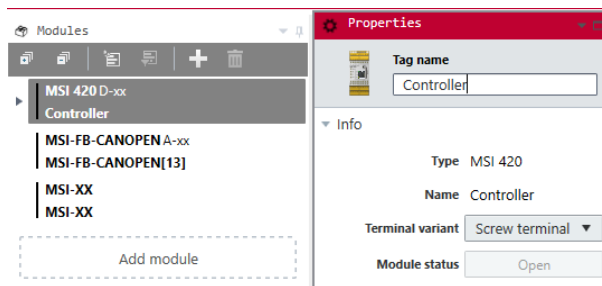 Modules
MSI 420 D-xx
Controller
MSI-FB-CANOPEN A-xx
MSI-FB-CANOPEN[13]
MSI-XX
MSI-XX
Add module
Properties
Tag name
Controller
Info
Type MSI 420
Name Controller
Terminal variant Screw terminal
Module status Open